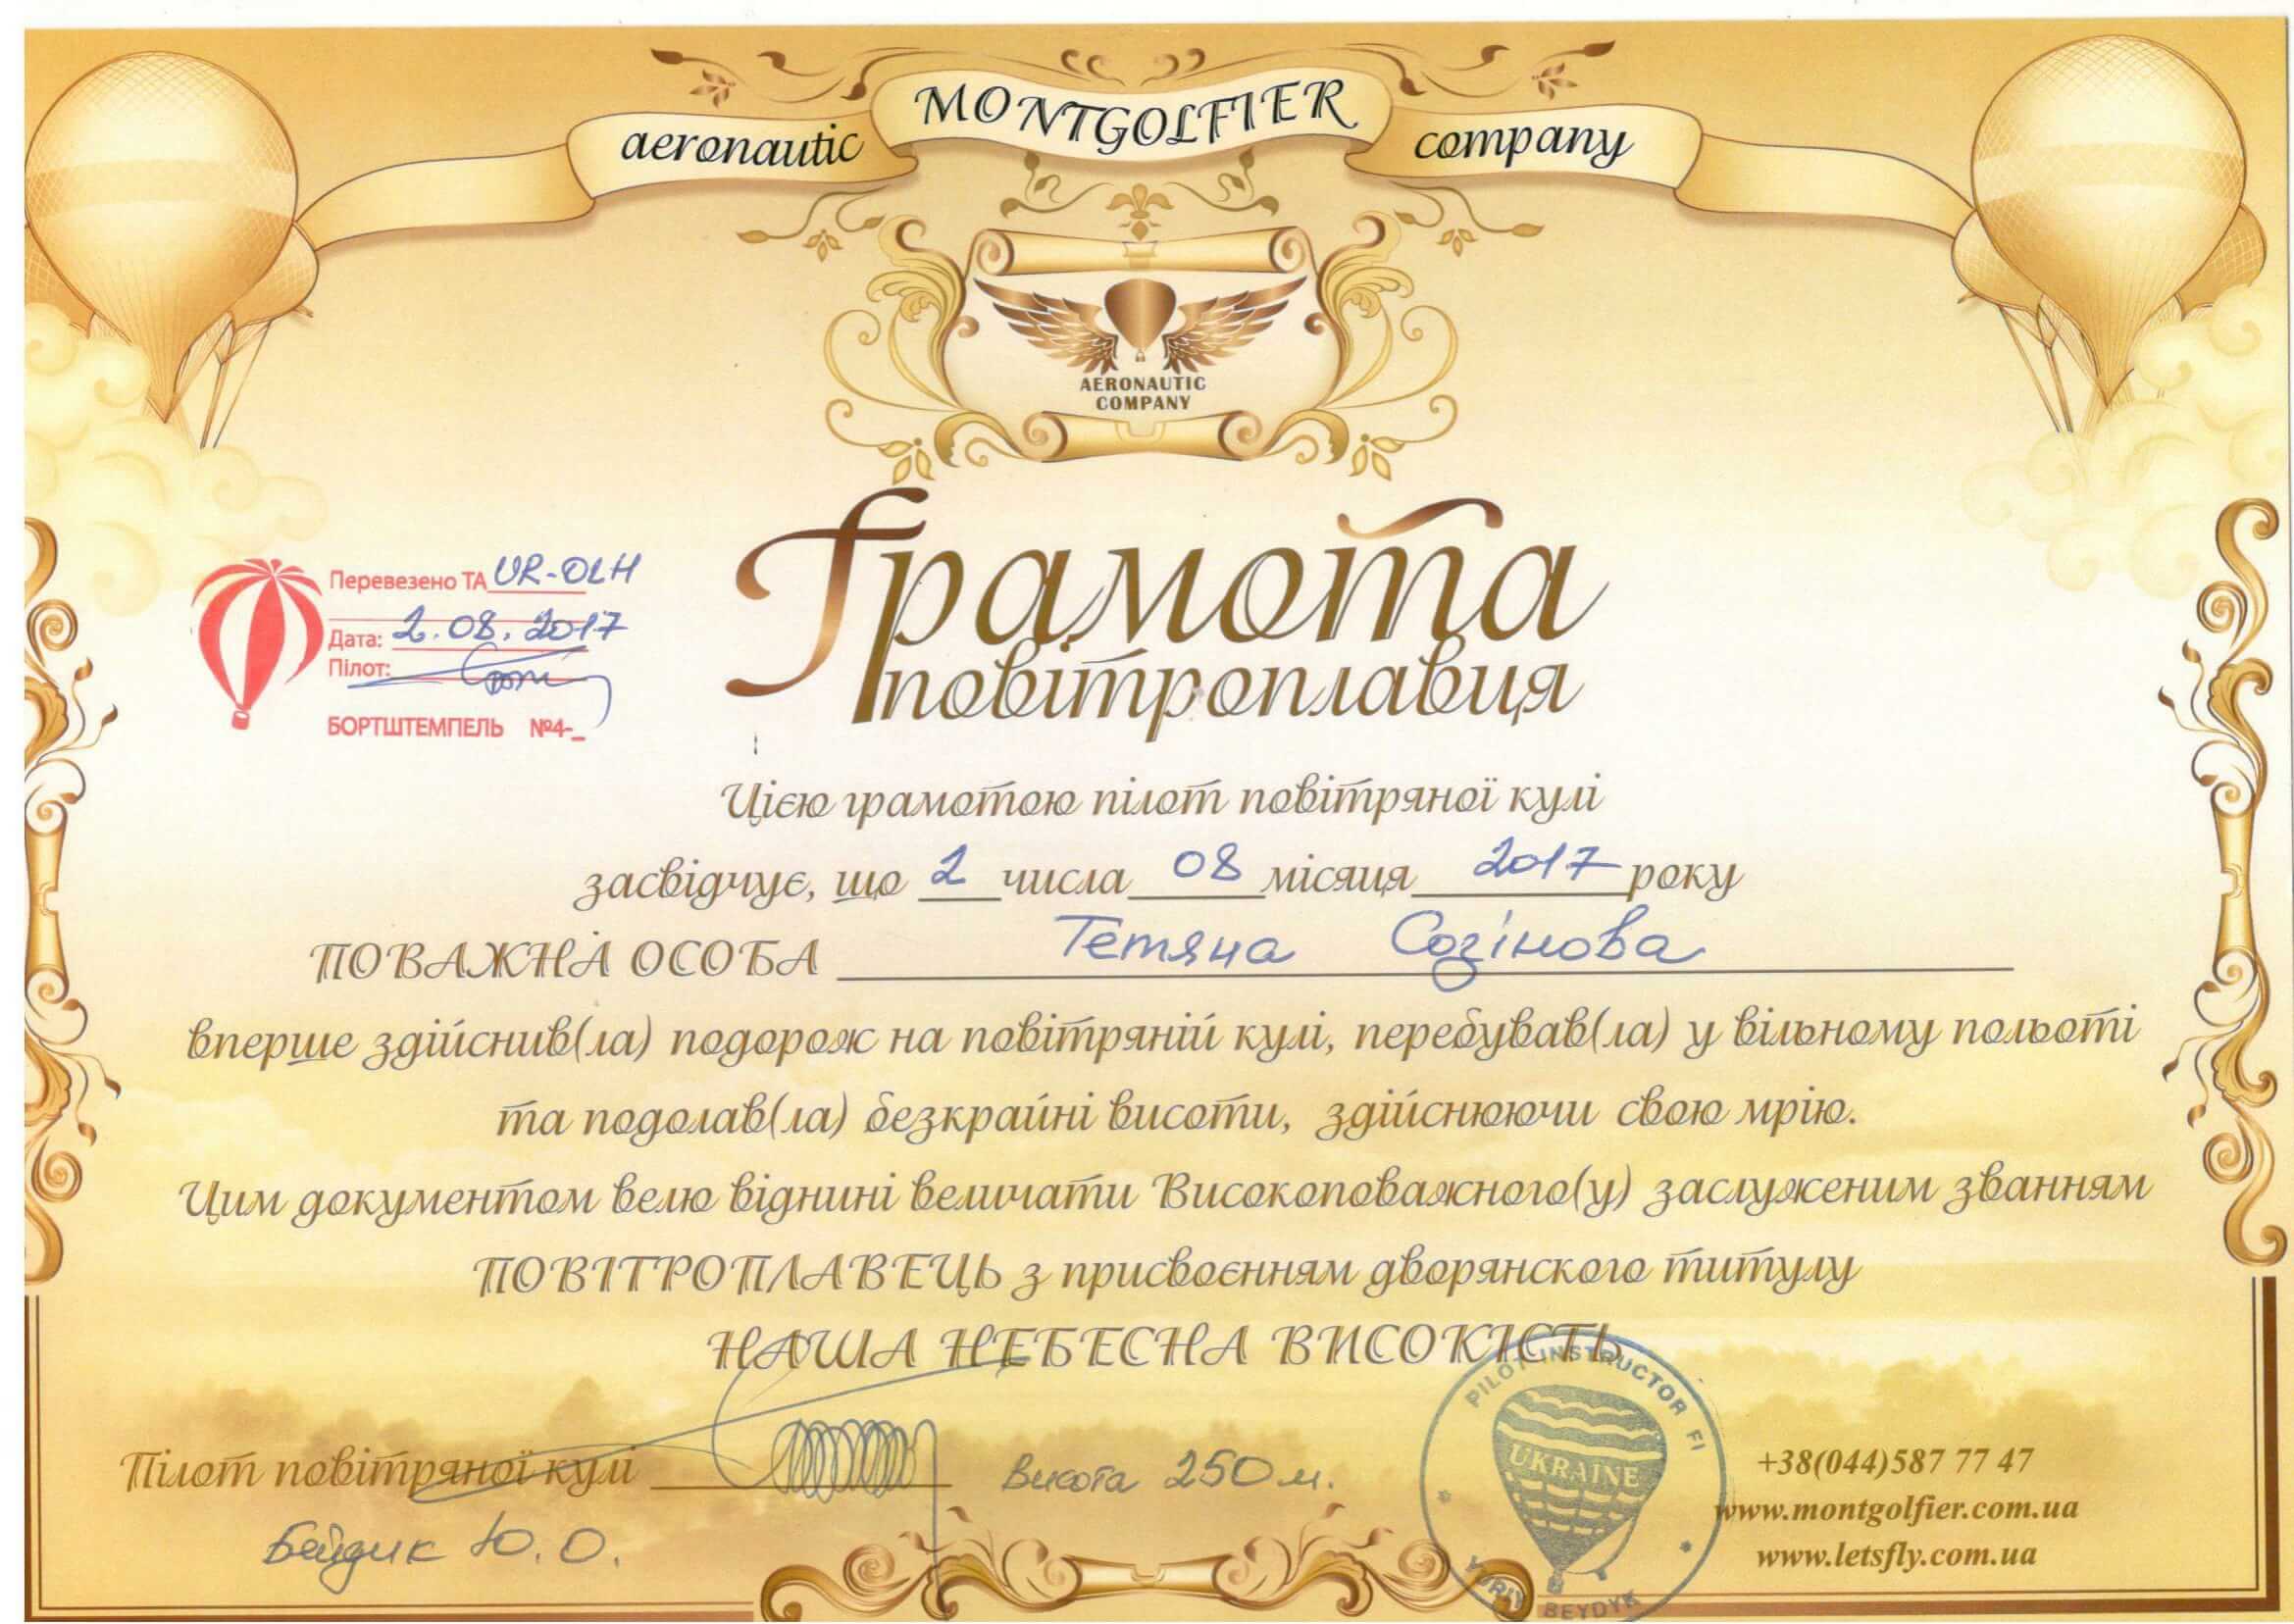 aeronautic MONTGOLFIER company
AERONAUTIC
COMPANY
Грамота
повітроплавця
Перевезено ТА UR-OLH
Дата: 2.08.2017
Пілот:
БОРТШТЕМПЕЛЬ №4-_
Цією грамотою пілот повітряної кулі
засвідчує, що 2 числа 08 місяця 2017 року
ПОВАЖНА ОСОБА Тетяна Созінова
вперше здійснив(ла) подорож на повітряній кулі, перебував(ла) у вільному польоті
та подолав(ла) безкрайні висоти, здійснюючи свою мрію.
Цим документом велю віднині величати Високоповажного(у) заслуженим званням
ПОВІТРОПЛАВЕЦЬ з присвоєнням дворянского титулу
НАША НЕБЕСНА ВИСОКІСТЬ
Пілот повітряної кулі
Висота 250 м.
Бейдик Ю.О.
PILOT INSTRUCTOR FI
UKRAINE
YURIY BEYDYK
+38(044)587 77 47
www.montgolfier.com.ua
www.letsfly.com.ua